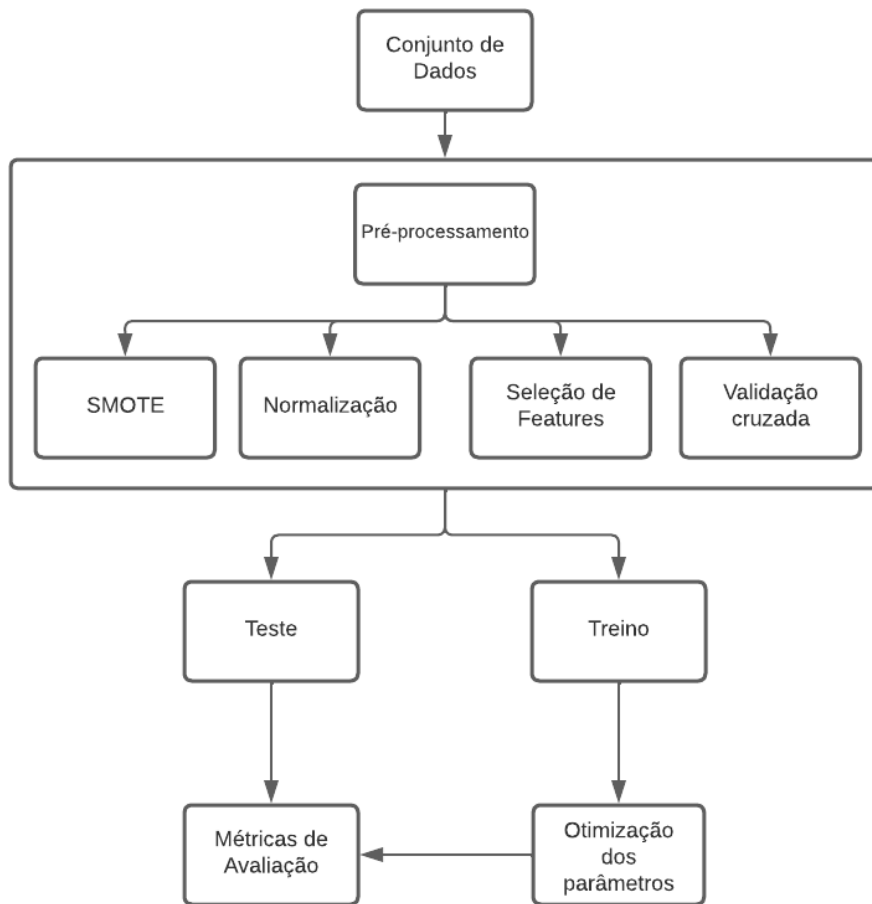 Conjunto de
Dados
Pré-processamento
SMOTE
Normalização
Seleção de
Features
Validação
cruzada
Teste
Treino
Métricas de
Avaliação
Otimização
dos
parâmetros